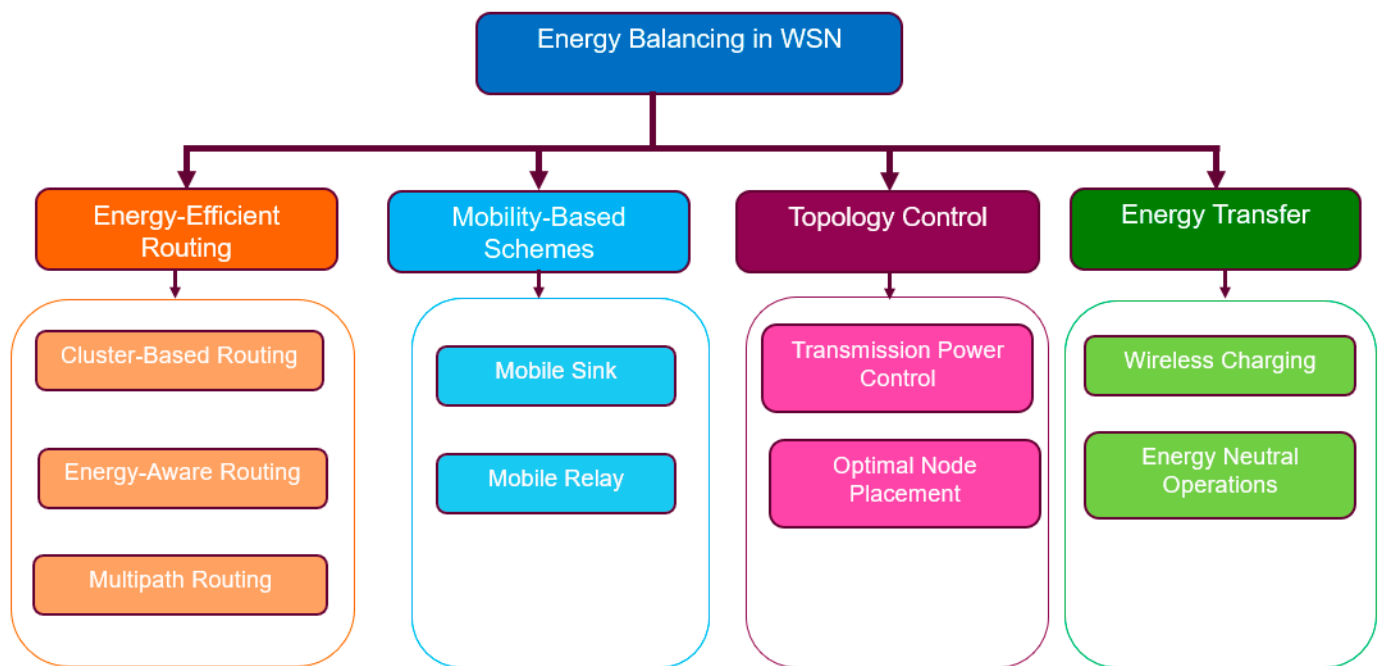 Energy Balancing in WSN
Energy-Efficient
Routing
Mobility-Based
Schemes
Topology Control
Energy Transfer
Cluster-Based Routing
Energy-Aware Routing
Multipath Routing
Mobile Sink
Mobile Relay
Transmission Power
Control
Optimal Node
Placement
Wireless Charging
Energy Neutral
Operations